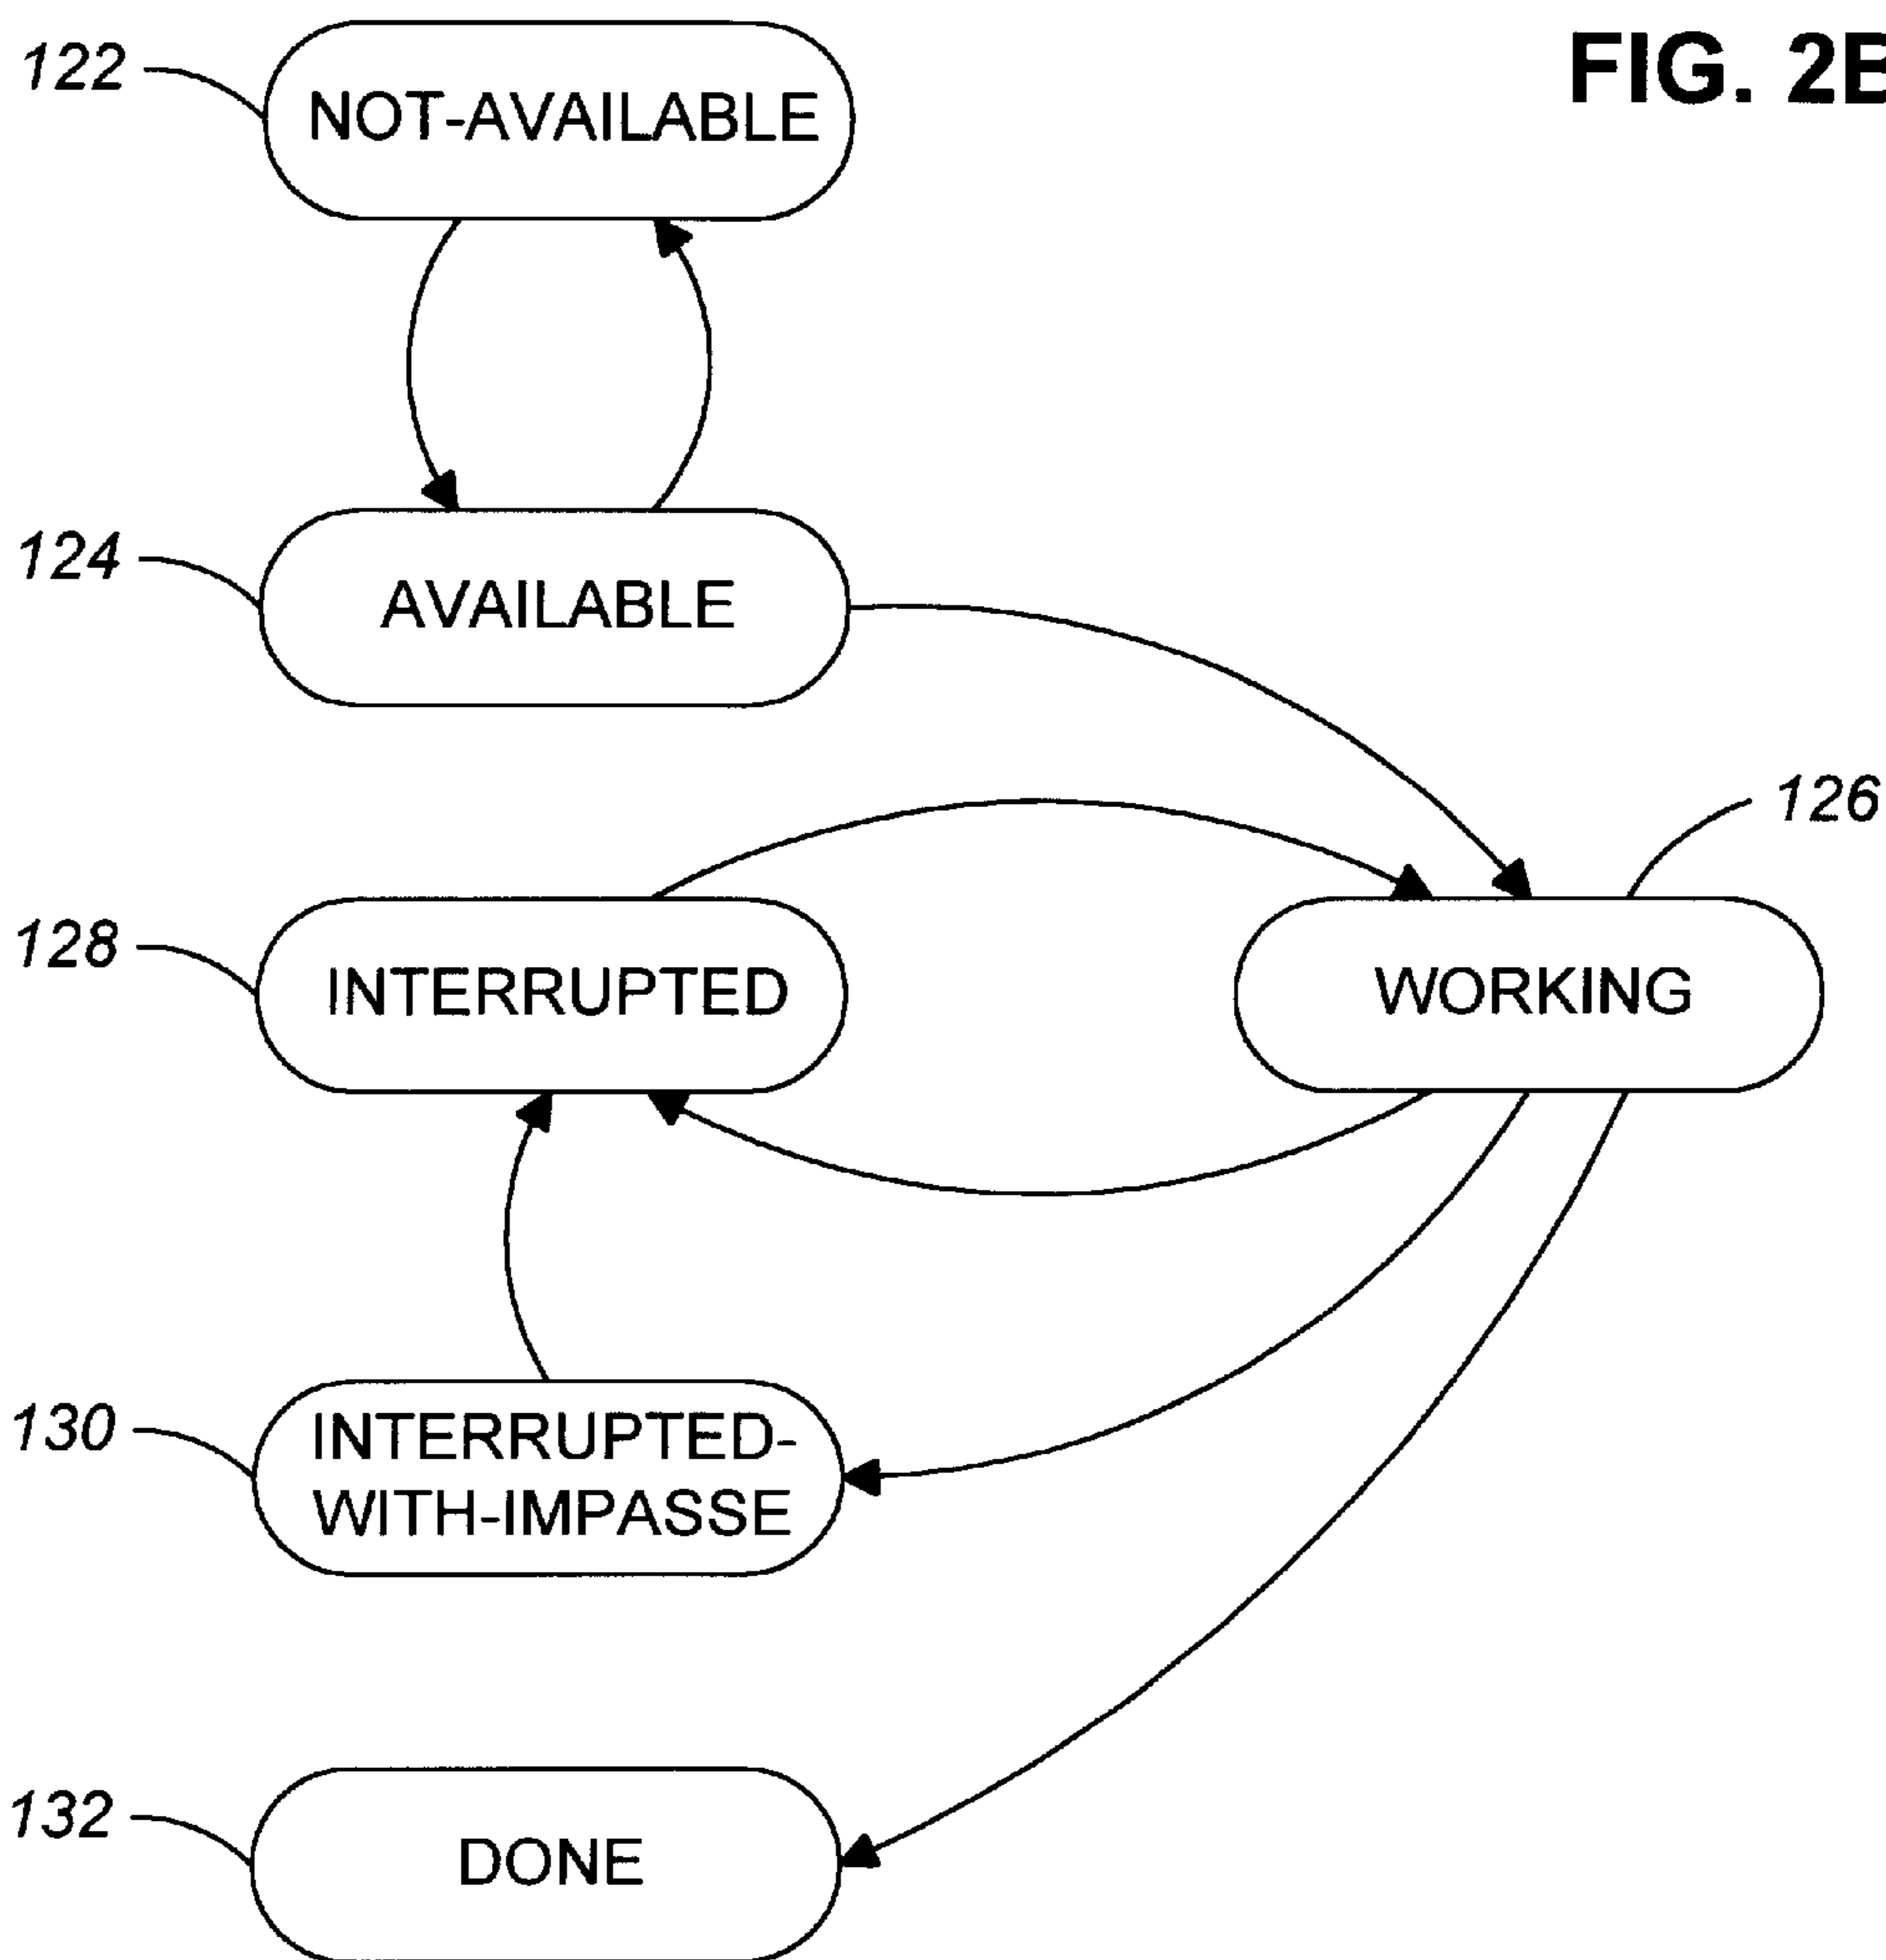 FIG. 2B
122
NOT-AVAILABLE
124
AVAILABLE
126
128
INTERRUPTED
WORKING
130
INTERRUPTED-
WITH-IMPASSE
132
DONE